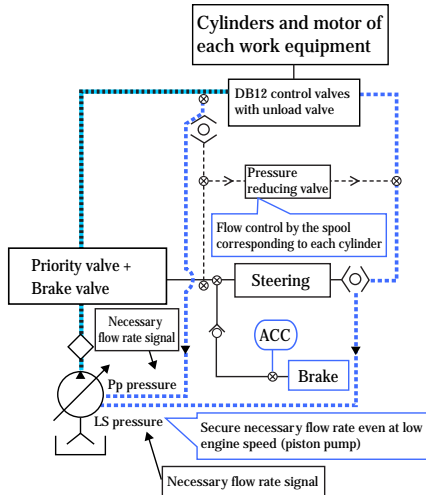 Cylinders and motor of
each work equipment
DB12 control valves
with unload valve
Pressure
reducing valve
Flow control by the spool
corresponding to each cylinder
Priority valve +
Brake valve
Steering
Necessary
flow rate signal
ACC
Brake
Pp pressure
LS pressure
Secure necessary flow rate even at low
engine speed (piston pump)
Necessary flow rate signal